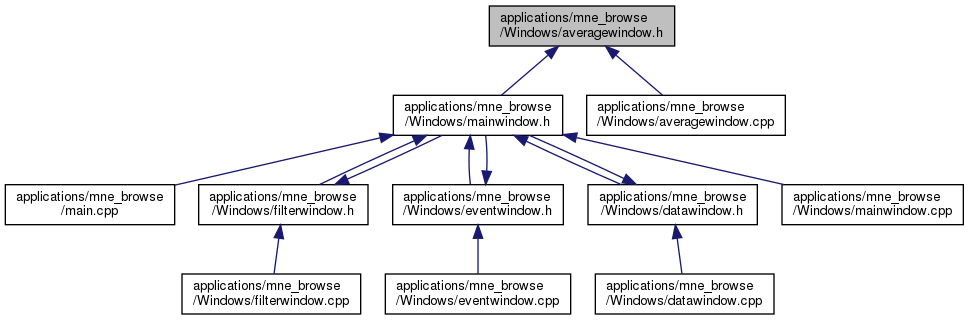 applications/mne_browse
/Windows/averagewindow.h
applications/mne_browse
/Windows/mainwindow.h
applications/mne_browse
/Windows/averagewindow.cpp
applications/mne_browse
/main.cpp
applications/mne_browse
/Windows/filterwindow.h
applications/mne_browse
/Windows/eventwindow.h
applications/mne_browse
/Windows/datawindow.h
applications/mne_browse
/Windows/mainwindow.cpp
applications/mne_browse
/Windows/filterwindow.cpp
applications/mne_browse
/Windows/eventwindow.cpp
applications/mne_browse
/Windows/datawindow.cpp